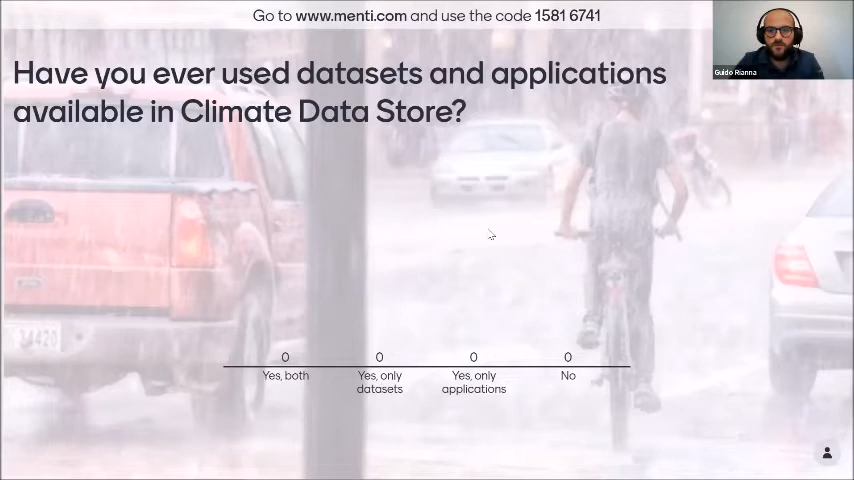 Go to www.menti.com and use the code 1581 6741
Guido Rianna
Have you ever used datasets and applications
available in Climate Data Store?
34420
0
0
0
0
Yes, both
Yes, only
datasets
Yes, only
applications
No